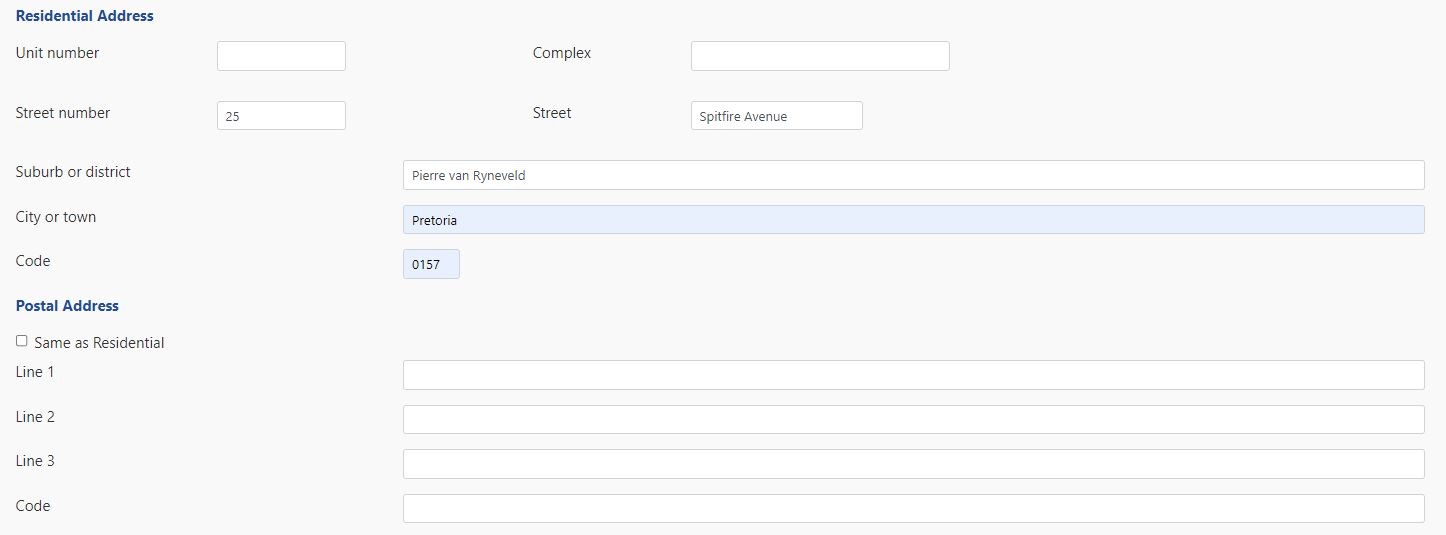 Residential Address
Unit number Complex
Street number 25 Street Spitfire Avenue
Suburb or district Pierre van Ryneveld
City or town Pretoria
Code 0157
Postal Address
Same as Residential
Line 1
Line 2
Line 3
Code